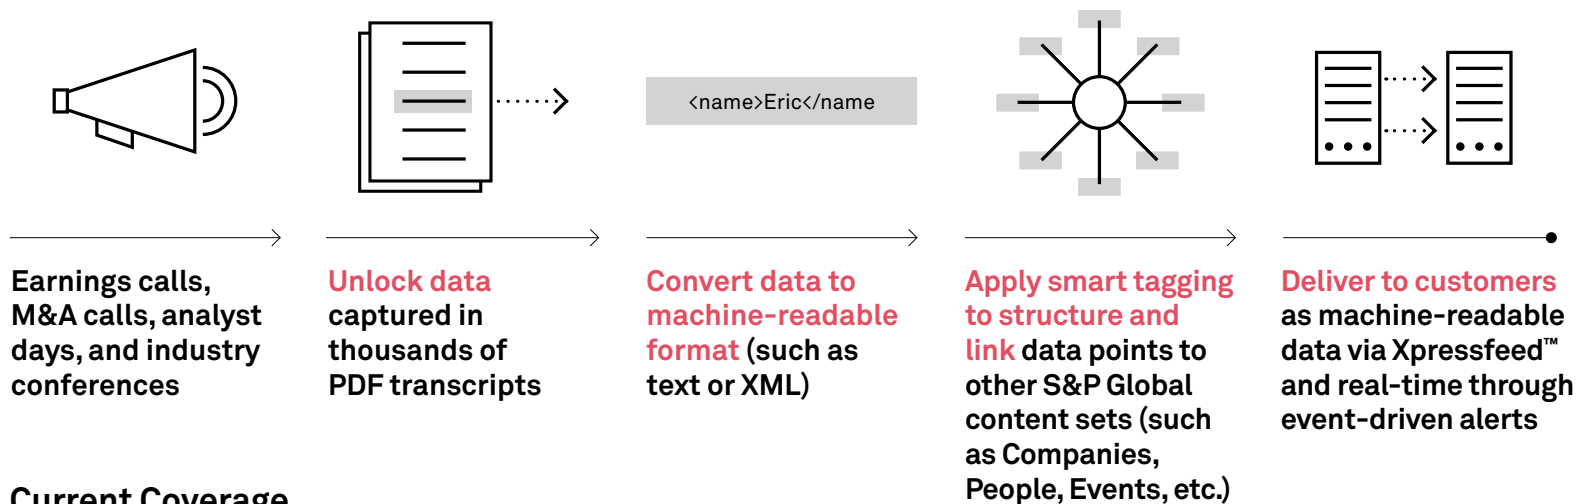 <name>Eric</name
Earnings calls,
M&A calls, analyst
days, and industry
conferences
Unlock data
captured in
thousands of
PDF transcripts
Convert data to
machine-readable
format (such as
text or XML)
Apply smart tagging
to structure and
link data points to
other S&P Global
content sets (such
as Companies,
People, Events, etc.)
Deliver to customers
as machine-readable
data via Xpressfeed™
and real-time through
event-driven alerts
Current Coverage